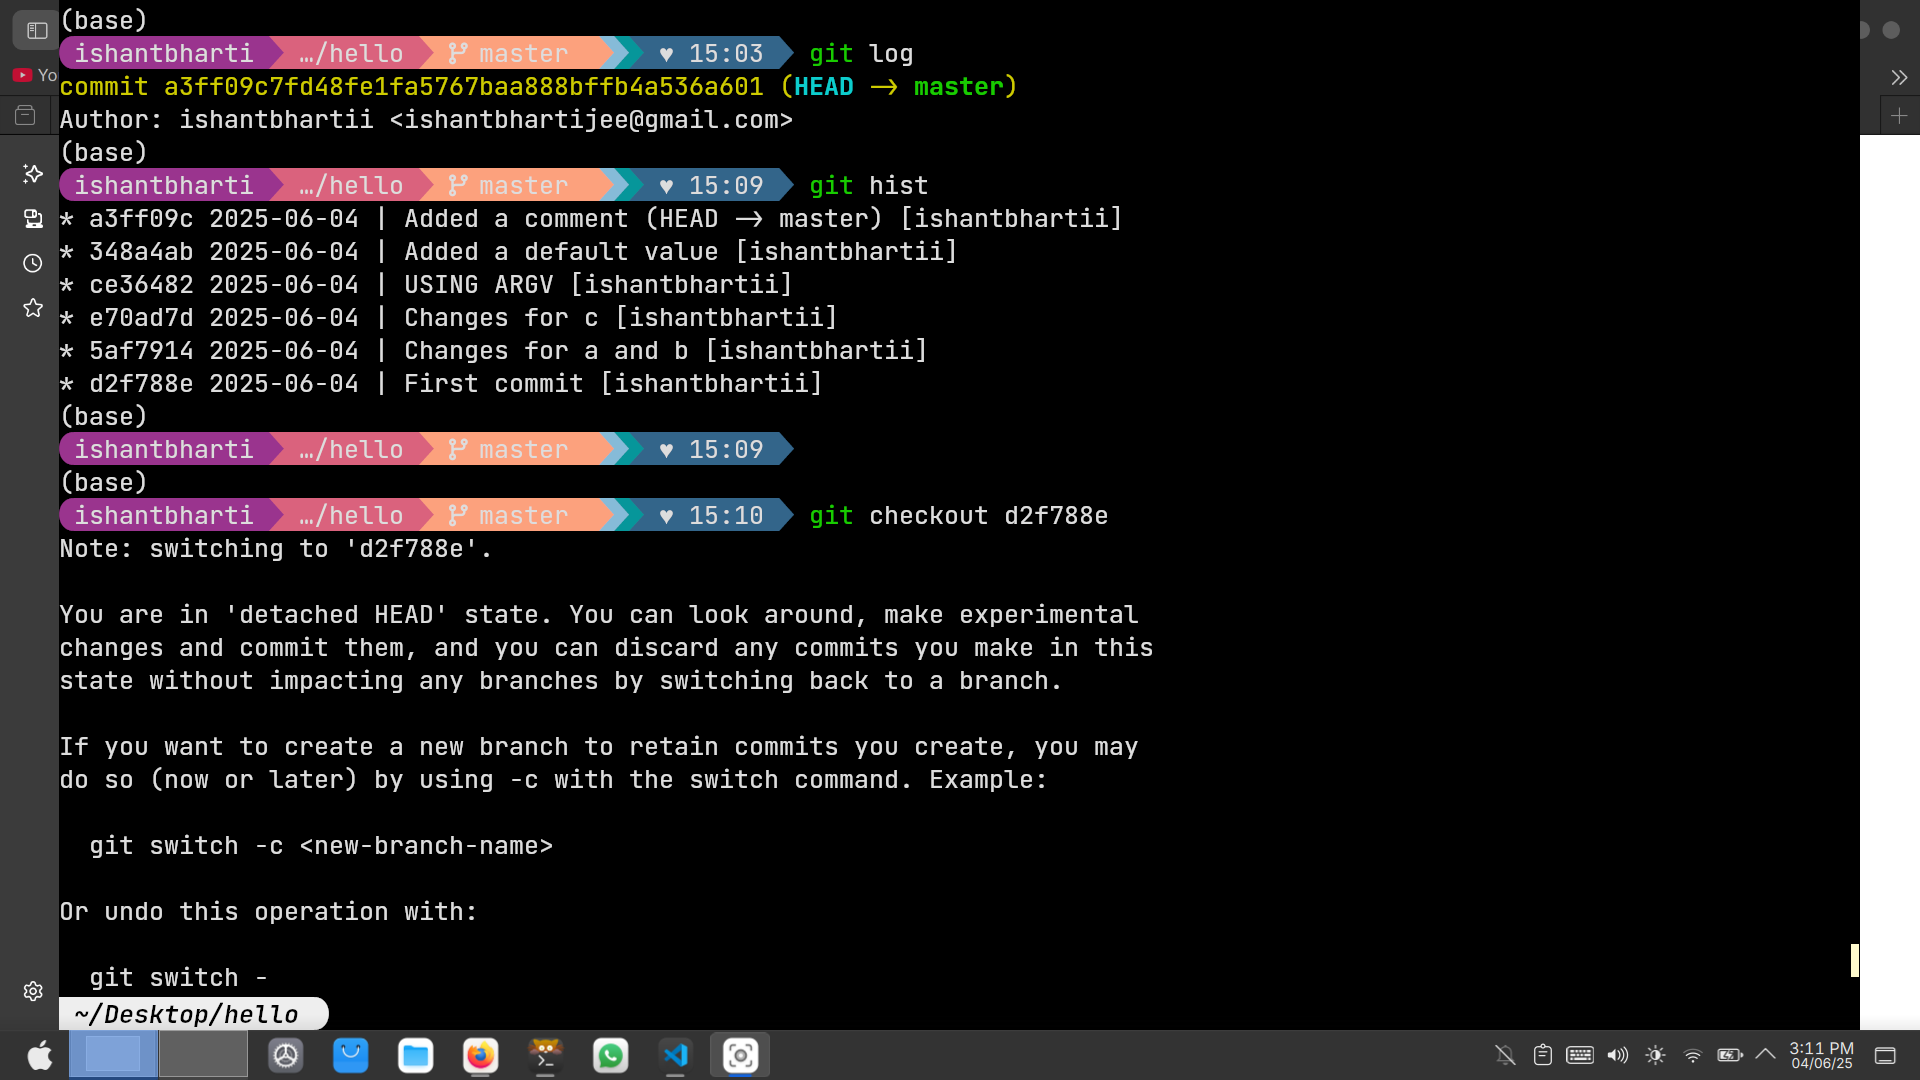 (base)
ishantbharti …/hello master ♥ 15:03 git log
commit a3ff09c7fd48fe1fa5767baa888bffb4a536a601 (HEAD -> master)
Author: ishantbhartii <ishantbhartijee@gmail.com>
(base)
ishantbharti …/hello master ♥ 15:09 git hist
* a3ff09c 2025-06-04 | Added a comment (HEAD -> master) [ishantbhartii]
* 348a4ab 2025-06-04 | Added a default value [ishantbhartii]
* ce36482 2025-06-04 | USING ARGV [ishantbhartii]
* e70ad7d 2025-06-04 | Changes for c [ishantbhartii]
* 5af7914 2025-06-04 | Changes for a and b [ishantbhartii]
* d2f788e 2025-06-04 | First commit [ishantbhartii]
(base)
ishantbharti …/hello master ♥ 15:09
(base)
ishantbharti …/hello master ♥ 15:10 git checkout d2f788e
Note: switching to 'd2f788e'.
You are in 'detached HEAD' state. You can look around, make experimental
changes and commit them, and you can discard any commits you make in this
state without impacting any branches by switching back to a branch.
If you want to create a new branch to retain commits you create, you may
do so (now or later) by using -c with the switch command. Example:
git switch -c <new-branch-name>
Or undo this operation with:
git switch -
~/Desktop/hello
Yo
3:11 PM
04/06/25